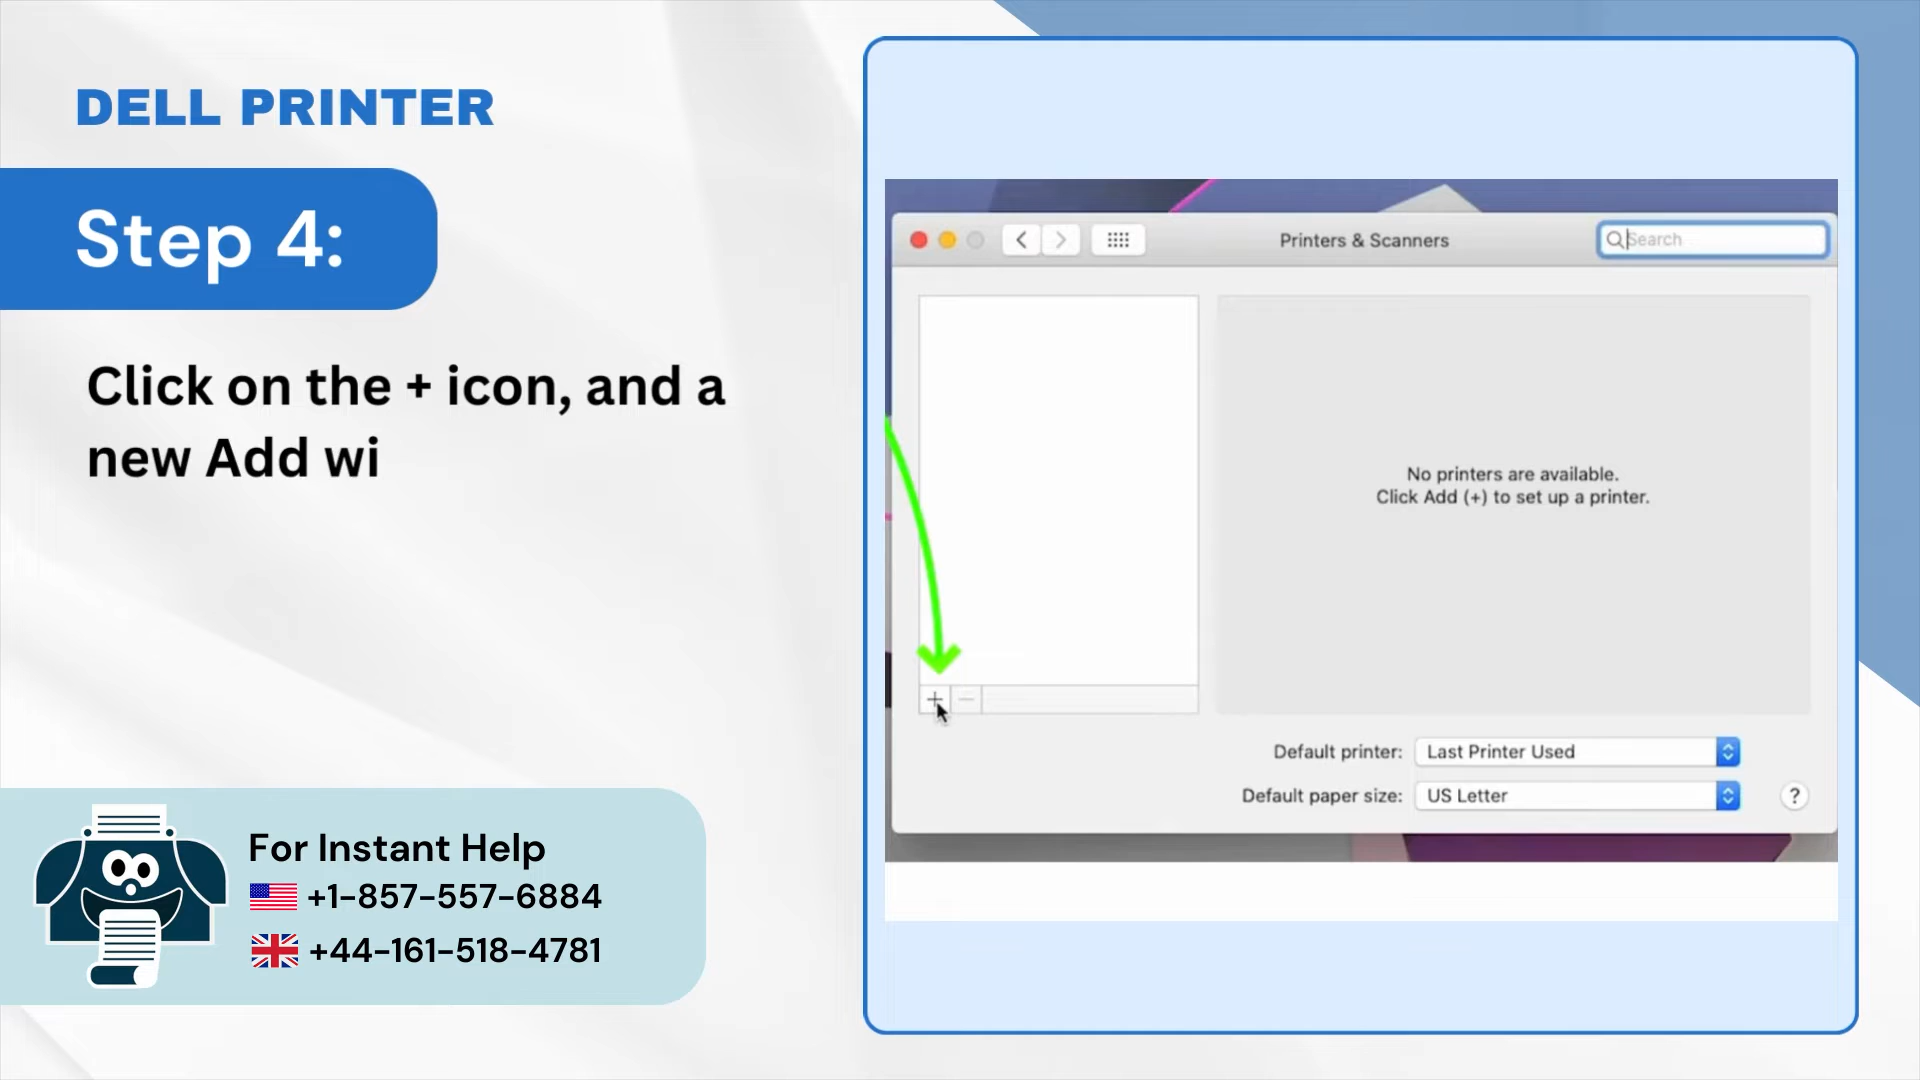 DELL PRINTER
Step 4:
Click on the + icon, and a
new Add wi
For Instant Help
+1-857-557-6884
+44-161-518-4781
Printers & Scanners
Search
No printers are available.
Click Add (+) to set up a printer.
Default printer: Last Printer Used
Default paper size: US Letter
?